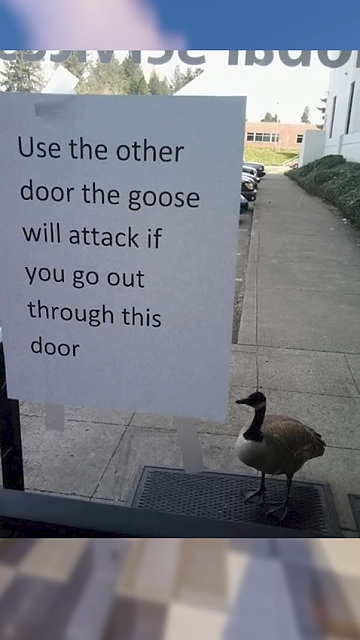 Use the other
door the goose
will attack if
you go out
through this
door